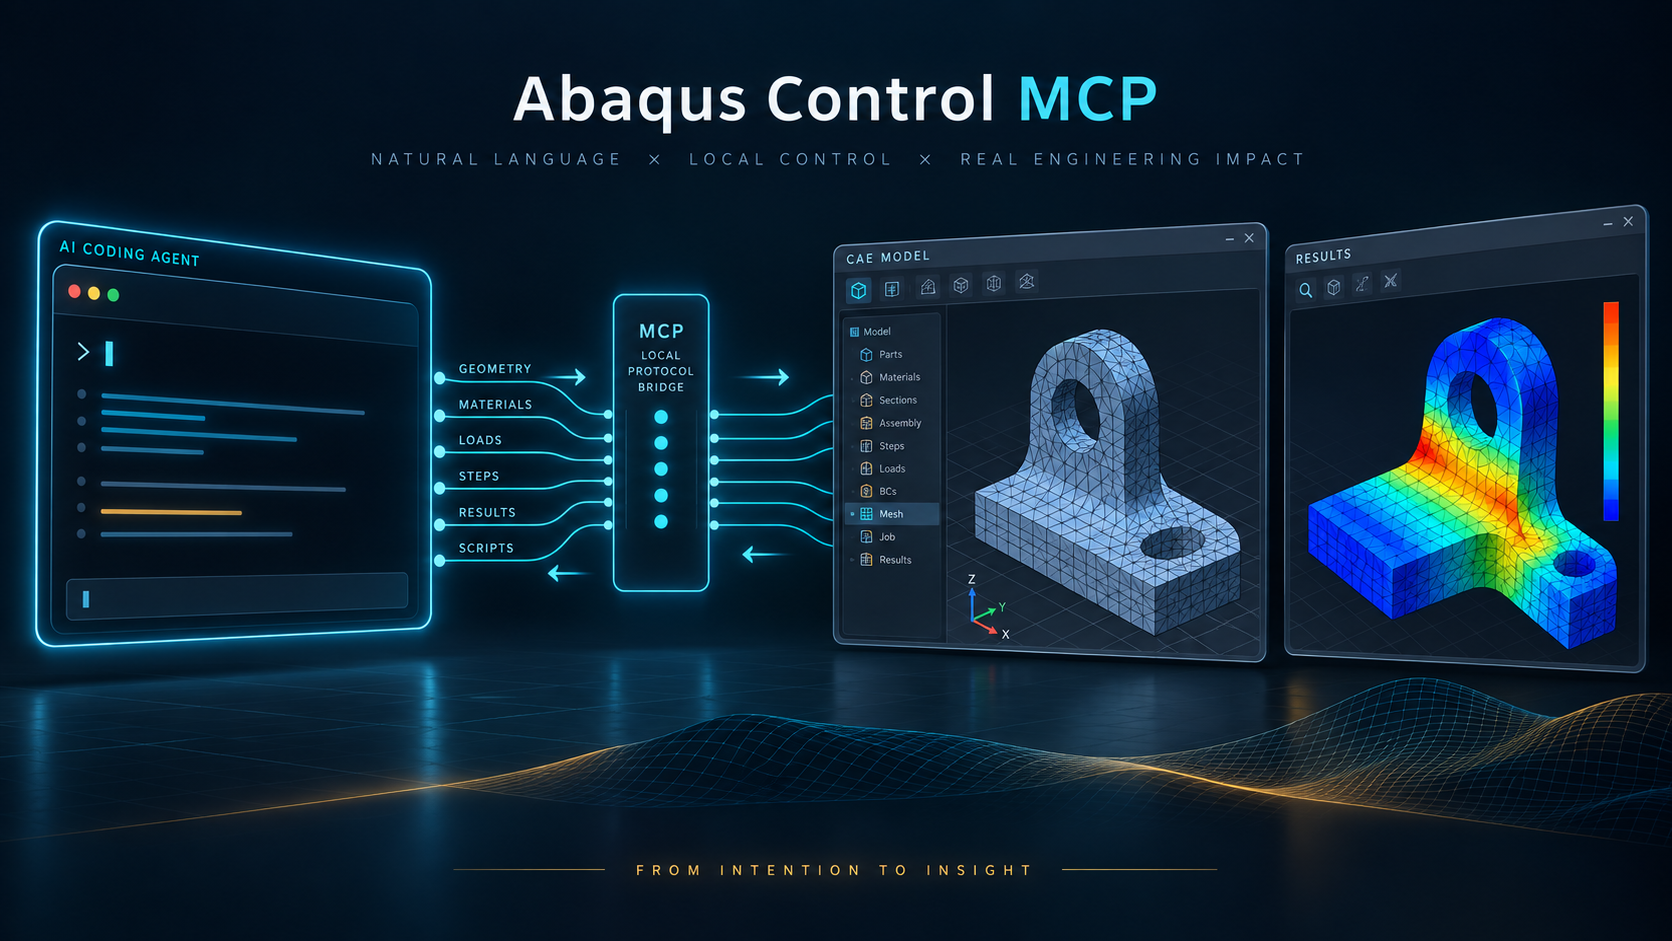 Abaqus Control MCP
NATURAL LANGUAGE × LOCAL CONTROL × REAL ENGINEERING IMPACT
AI CODING AGENT
GEOMETRY
MATERIALS
LOADS
STEPS
RESULTS
SCRIPTS
MCP
LOCAL
PROTOCOL
BRIDGE
CAE MODEL
Model
Parts
Materials
Sections
Assembly
Steps
Loads
BCs
Mesh
Job
Results
Z
Y
X
RESULTS
FROM INTENTION TO INSIGHT